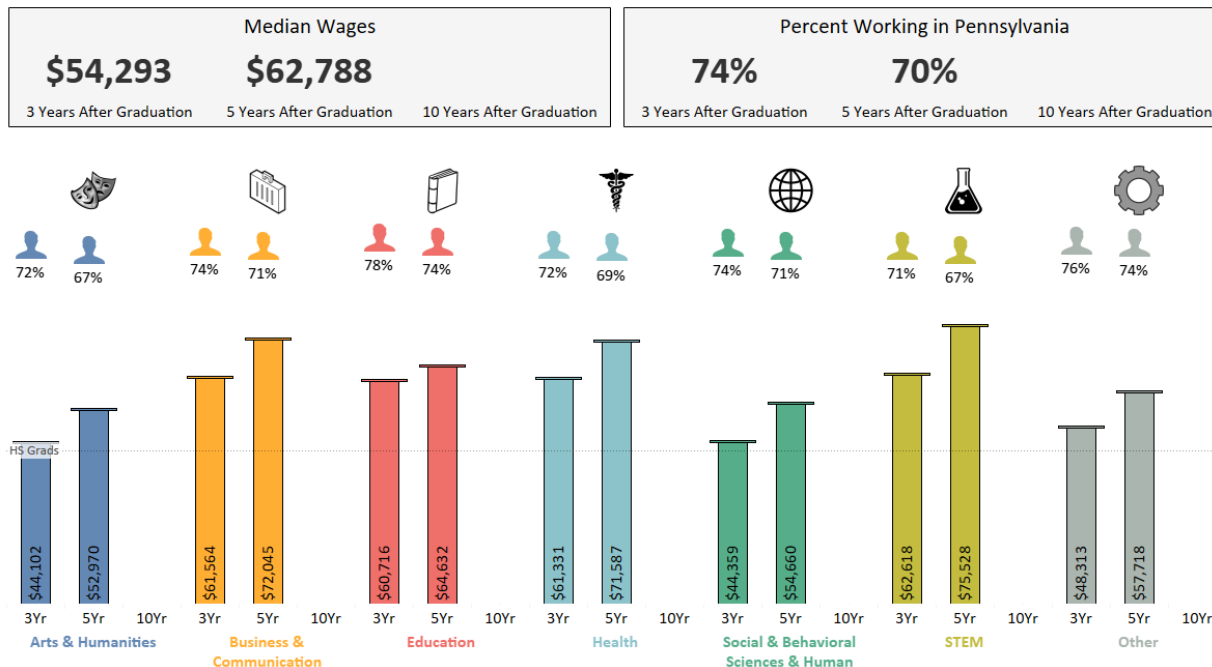 Median Wages
$54,293
$62,788
3 Years After Graduation
5 Years After Graduation
10 Years After Graduation
Percent Working in Pennsylvania
74%
70%
3 Years After Graduation
5 Years After Graduation
10 Years After Graduation
72%
67%
74%
71%
78%
74%
72%
69%
74%
71%
71%
67%
76%
74%
HS Grads
$44,102
$52,970
$61,564
$72,045
$60,716
$64,632
$61,331
$71,587
$44,359
$54,660
$62,618
$75,528
$48,313
$57,718
3Yr
5Yr
10Yr
3Yr
5Yr
10Yr
3Yr
5Yr
10Yr
3Yr
5Yr
10Yr
3Yr
5Yr
10Yr
3Yr
5Yr
10Yr
3Yr
5Yr
10Yr
Arts & Humanities
Business &
Communication
Education
Health
Social & Behavioral
Sciences & Human
STEM
Other